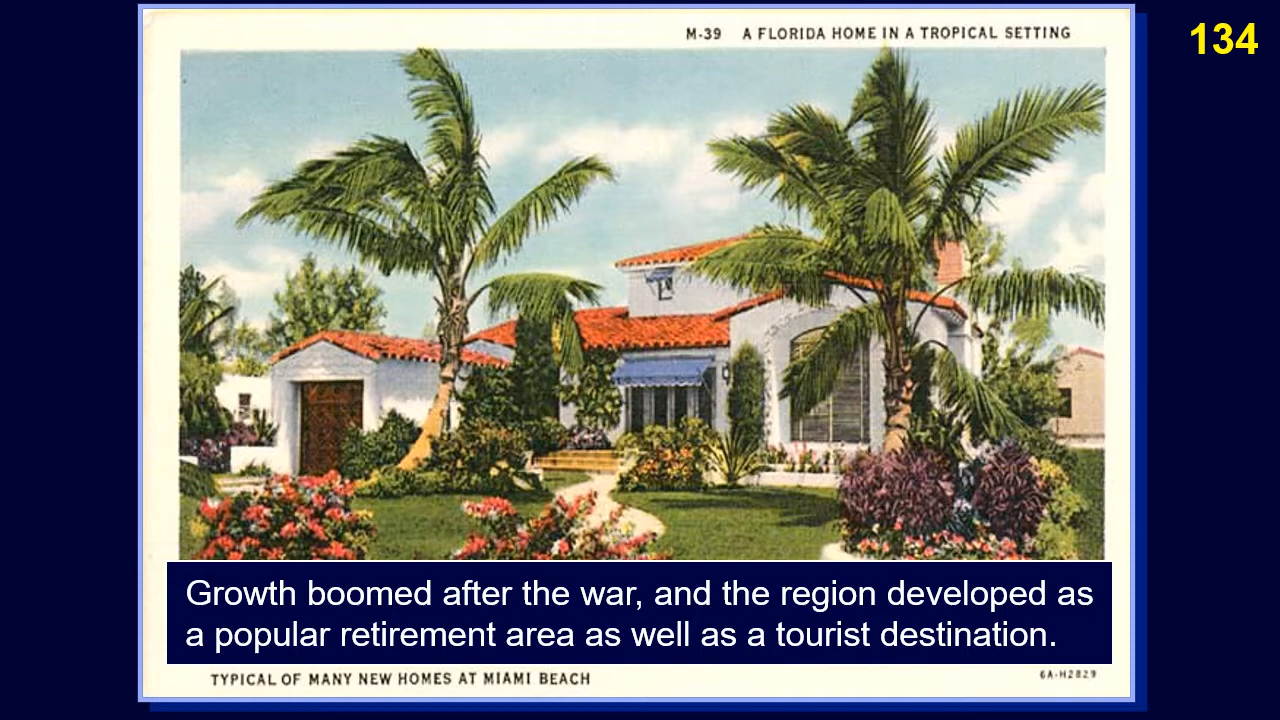 134
M-39 A FLORIDA HOME IN A TROPICAL SETTING
Growth boomed after the war, and the region developed as
a popular retirement area as well as a tourist destination.
TYPICAL OF MANY NEW HOMES AT MIAMI BEACH
6A-H2829